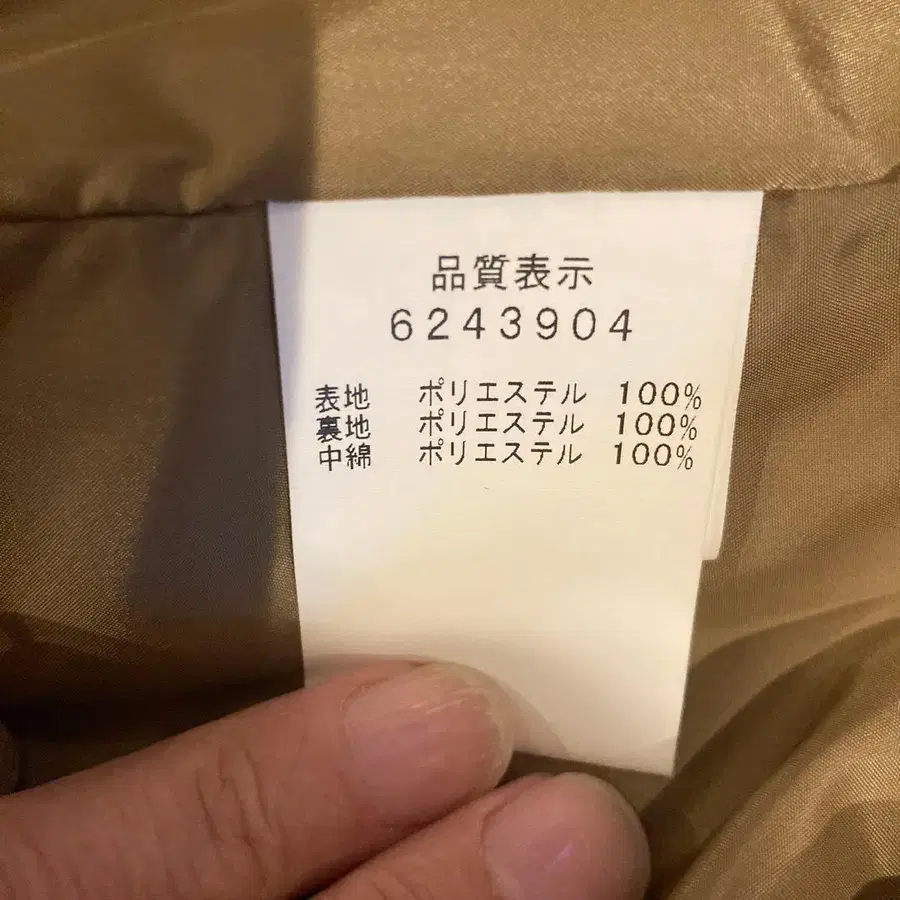 品質表示
6243904
表地 ポリエステル 100%
裏地 ポリエステル 100%
中綿 ポリエステル 100%